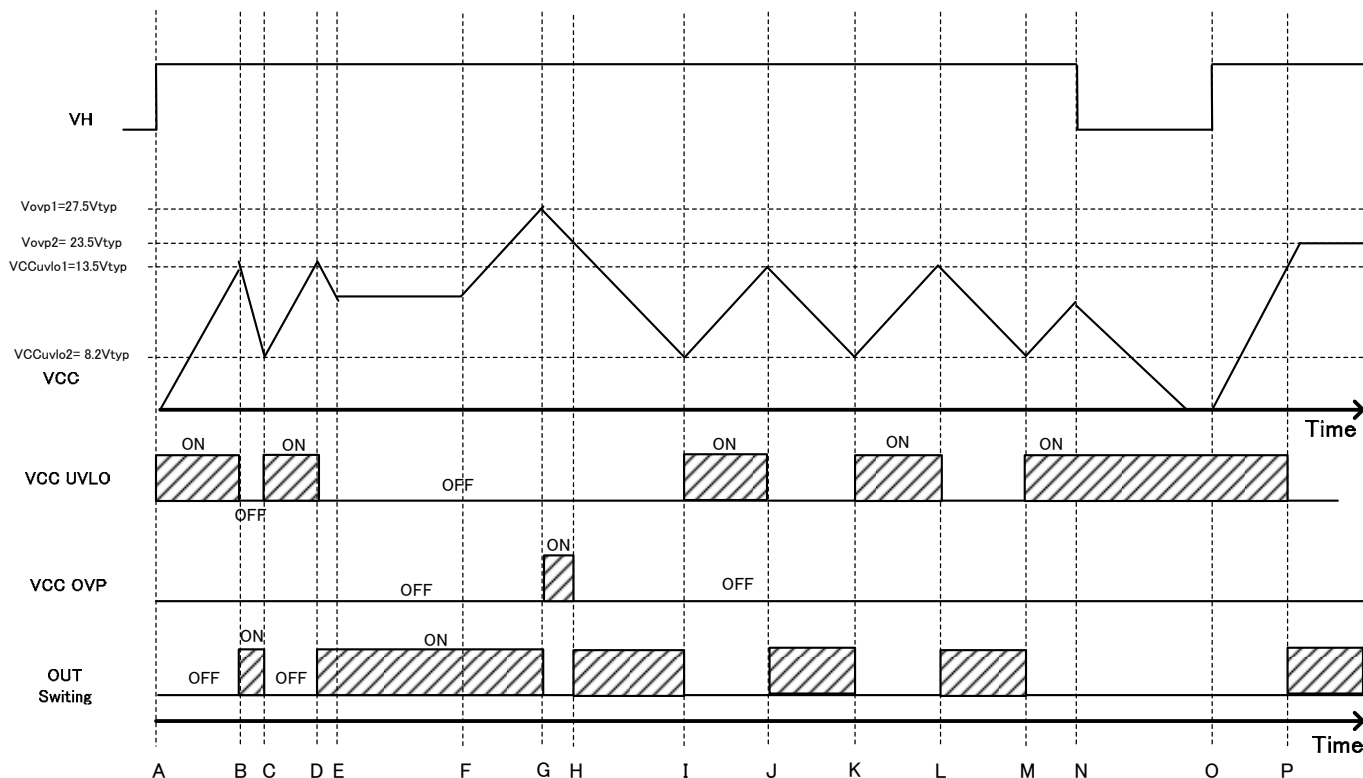 VH
Vovp1=27.5Vtyp
Vovp2= 23.5Vtyp
VCCuvlo1=13.5Vtyp
VCCuvlo2= 8.2Vtyp
VCC
Time
ON
ON
ON
ON
ON
VCC UVLO
OFF
OFF
ON
VCC OVP
OFF
OFF
ON
ON
OUT
Switing
OFF
OFF
Time
A B C D E F G H I J K L M N O P